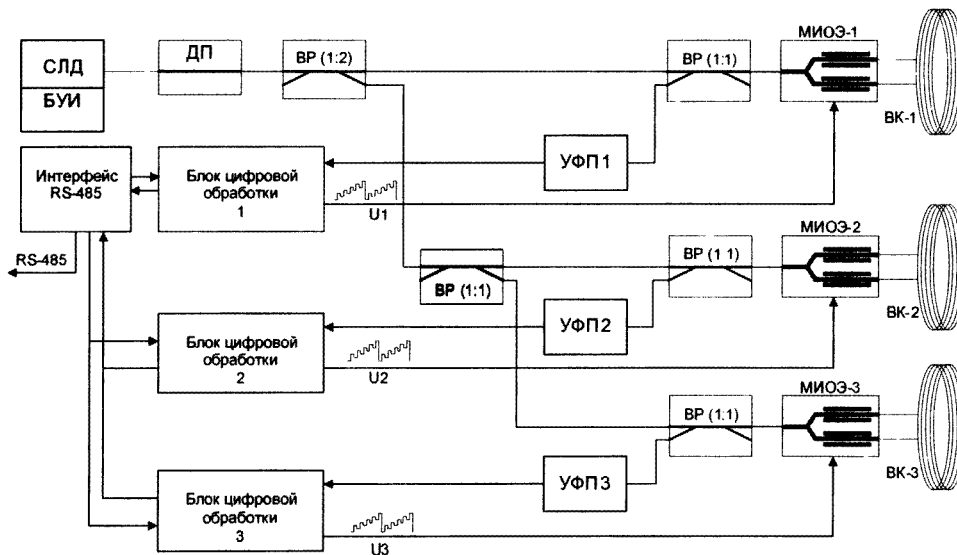 СЛД
БУИ
ДП
ВР (1:2)
ВР (1:1)
МИОЭ-1
ВК-1
УФП 1
Интерфейс
RS-485
Блок цифровой
обработки
1
U1
RS-485
ВР (1:1)
ВР (1 1)
МИОЭ-2
ВК-2
УФП2
Блок цифровой
обработки
2
U2
ВР (1:1)
МИОЭ-3
ВК-3
УФП3
Блок цифровой
обработки
3
U3